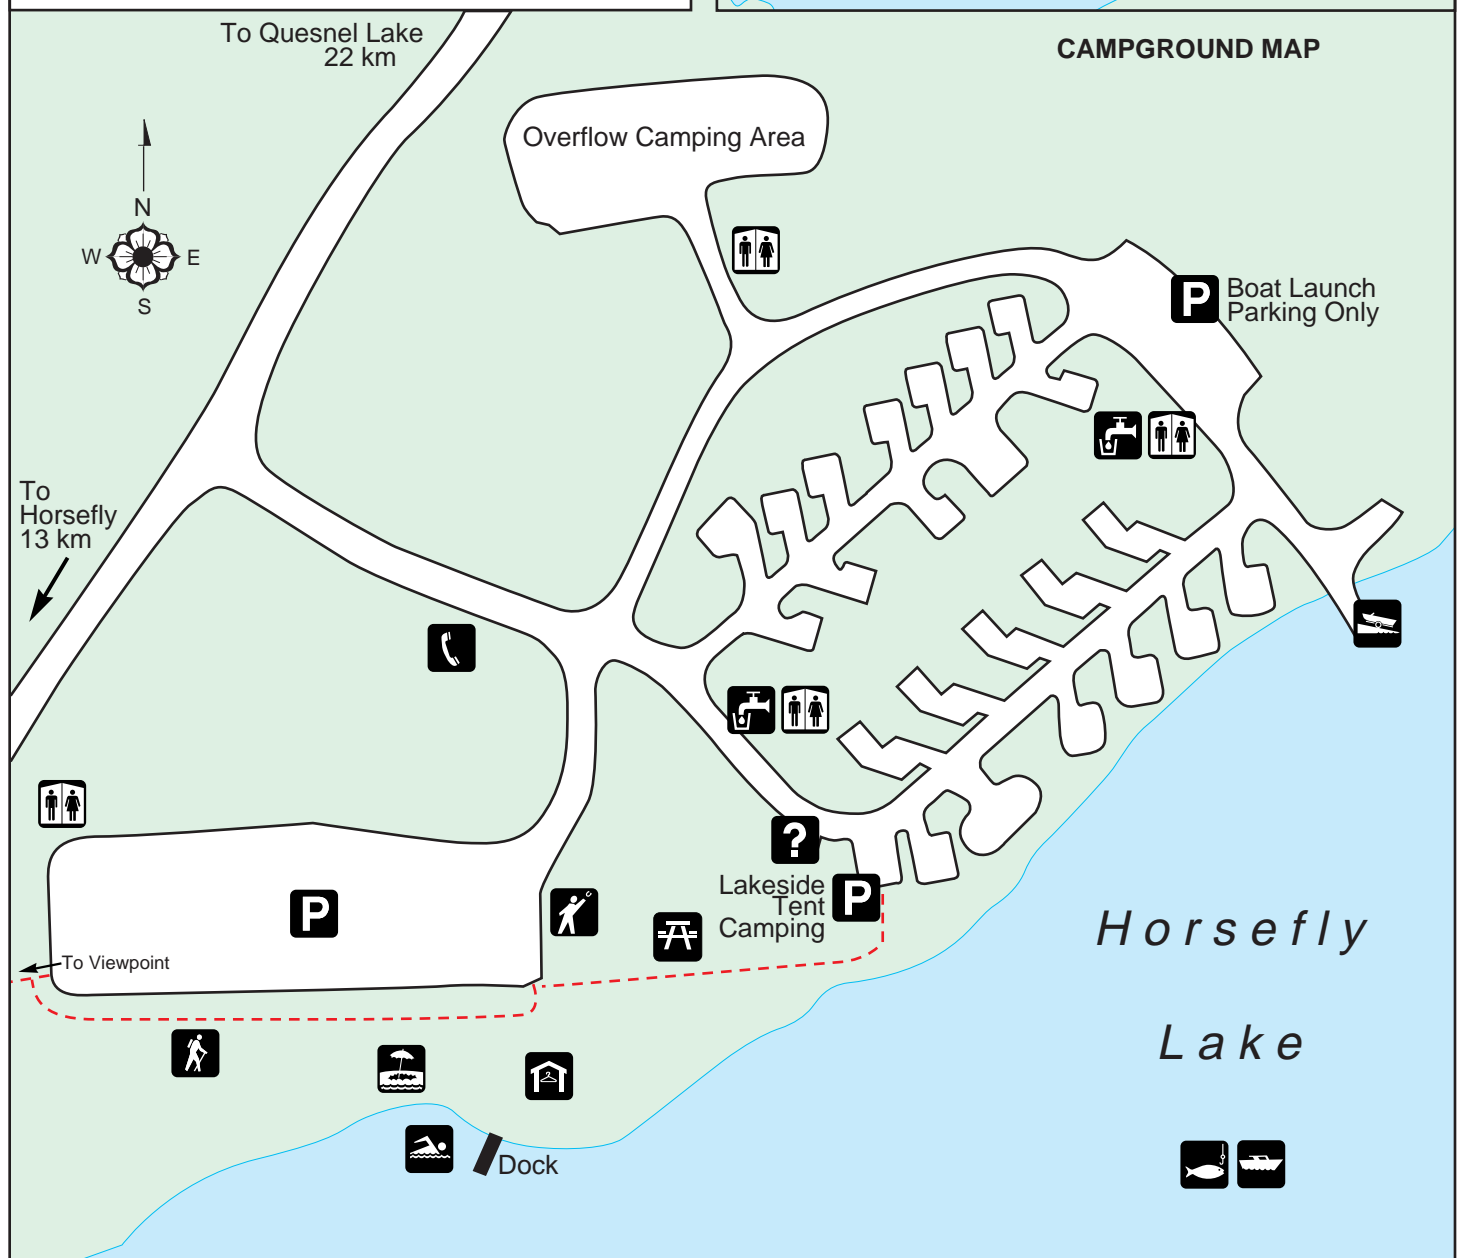 To Quesnel Lake
22 km
CAMPGROUND MAP
Overflow Camping Area
N
W
E
S
P
Boat Launch
Parking Only
To
Horsefly
13 km
?
Lakeside
Tent
Camping
P
P
To Viewpoint
Horsefly
Lake
Dock